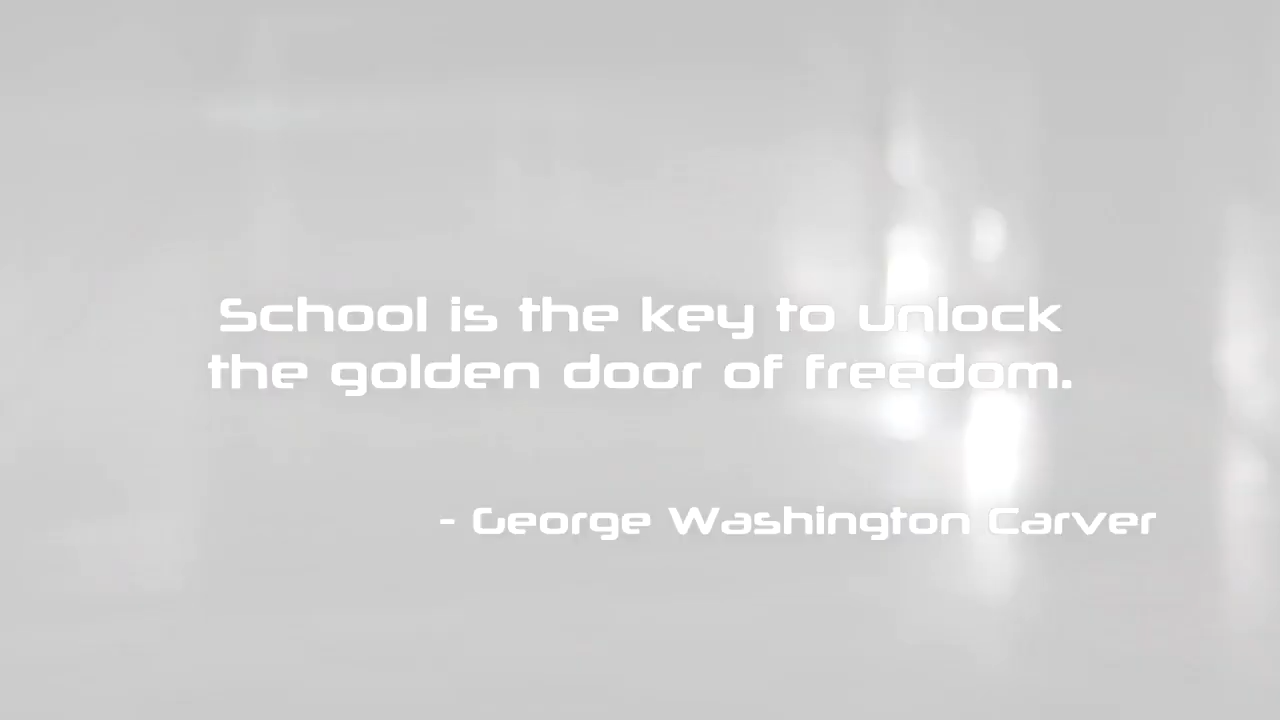 School is the key to unlock
the golden door of freedom.
- George Washington Carver